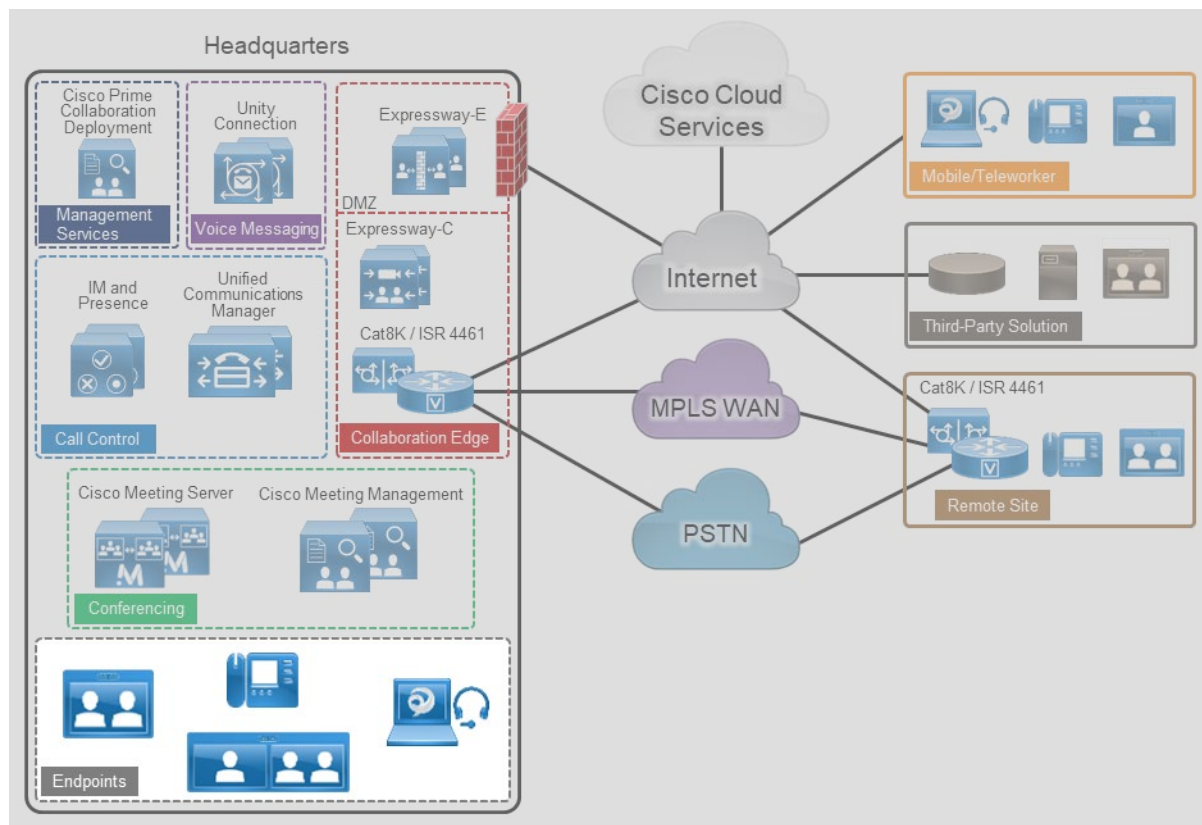 Headquarters
Cisco Prime
Collaboration
Deployment
Management
Services
Unity
Connection
Voice Messaging
Expressway-E
DMZ
Expressway-C
Cat8K / ISR 4461
V
Collaboration Edge
IM and
Presence
Unified
Communications
Manager
Call Control
Cisco Meeting Server
M
M
Cisco Meeting Management
Conferencing
Endpoints
Cisco Cloud
Services
Internet
MPLS WAN
PSTN
Mobile/Teleworker
Third-Party Solution
Cat8K / ISR 4461
V
Remote Site